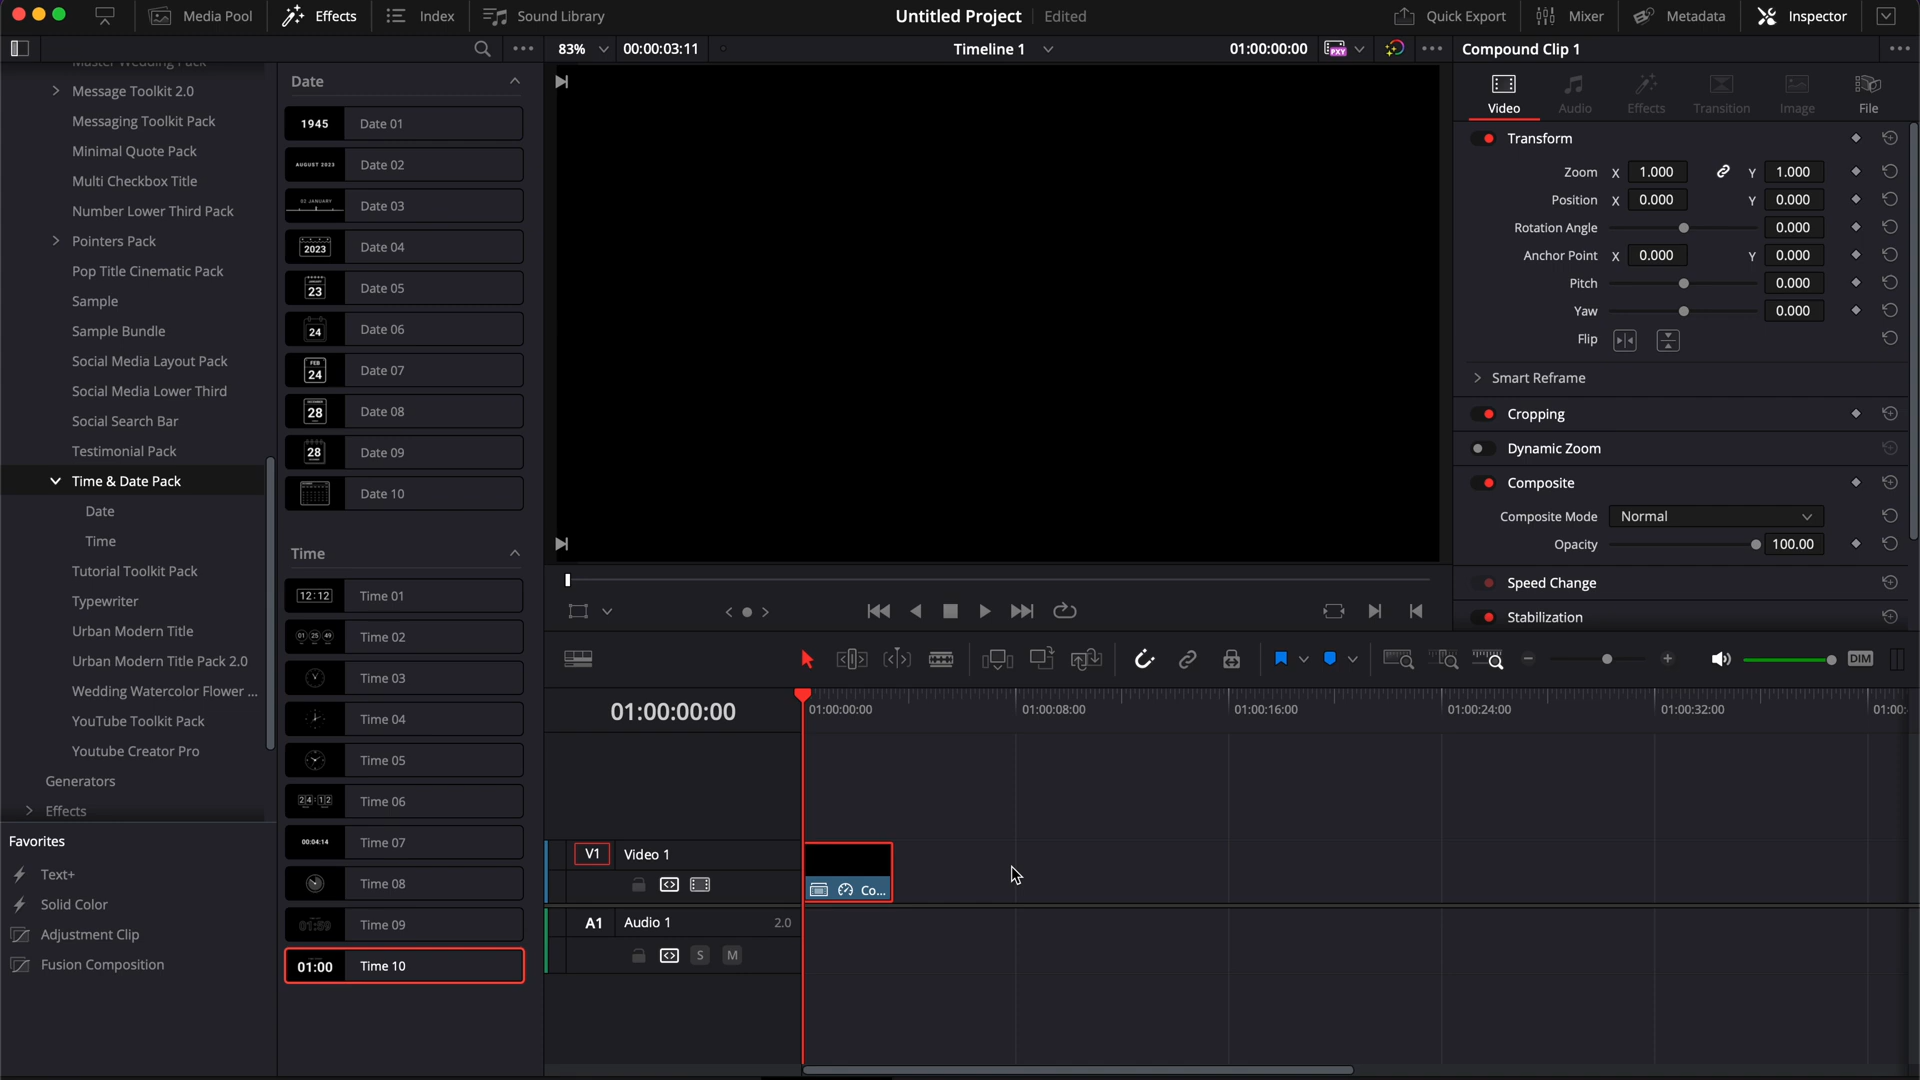 Media Pool
Effects
Index
Sound Library
Untitled Project
Edited
Quick Export
Mixer
Metadata
Inspector
83%
00:00:03:11
Timeline 1
01:00:00:00
PXY
Compound Clip 1
Master Wedding Pack
Message Toolkit 2.0
Messaging Toolkit Pack
Minimal Quote Pack
Multi Checkbox Title
Number Lower Third Pack
Pointers Pack
Pop Title Cinematic Pack
Sample
Sample Bundle
Social Media Layout Pack
Social Media Lower Third
Social Search Bar
Testimonial Pack
Time & Date Pack
Date
Time
Tutorial Toolkit Pack
Typewriter
Urban Modern Title
Urban Modern Title Pack 2.0
Wedding Watercolor Flower ...
YouTube Toolkit Pack
Youtube Creator Pro
Generators
Effects
Favorites
Text+
Solid Color
Adjustment Clip
Fusion Composition
Date
1945 Date 01
AUGUST 2023 Date 02
02 JANUARY Date 03
2023 Date 04
23 Date 05
24 Date 06
FEB 24 Date 07
28 Date 08
28 Date 09
Date 10
Time
12:12 Time 01
01 25 49 Time 02
Time 03
Time 04
Time 05
24:12 Time 06
00:04:14 Time 07
Time 08
01:59 Time 09
01:00 Time 10
Video
Audio
Effects
Transition
Image
File
Transform
Zoom X 1.000 Y 1.000
Position X 0.000 Y 0.000
Rotation Angle 0.000
Anchor Point X 0.000 Y 0.000
Pitch 0.000
Yaw 0.000
Flip
Smart Reframe
Cropping
Dynamic Zoom
Composite
Composite Mode Normal
Opacity 100.00
Speed Change
Stabilization
DIM
01:00:00:00
01:00:00:00
01:00:08:00
01:00:16:00
01:00:24:00
01:00:32:00
01:00:
V1 Video 1
Co...
A1 Audio 1 2.0
S M